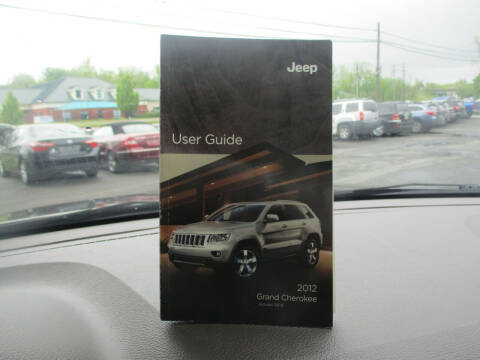 Jeep
User Guide
2012
Grand Cherokee